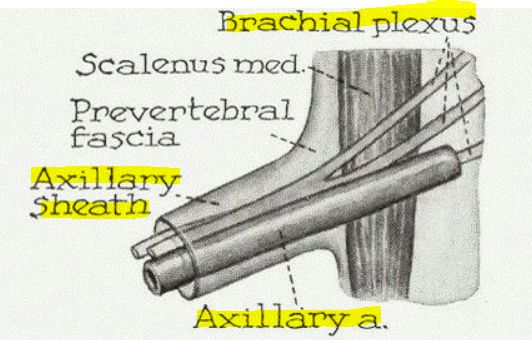 Brachial plexus
Scalenus med.
Prevertebral
fascia
Axillary
sheath
Axillary a.